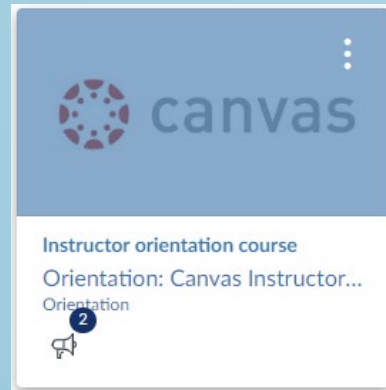 canvas
Instructor orientation course
Orientation: Canvas Instructor...
Orientation
2